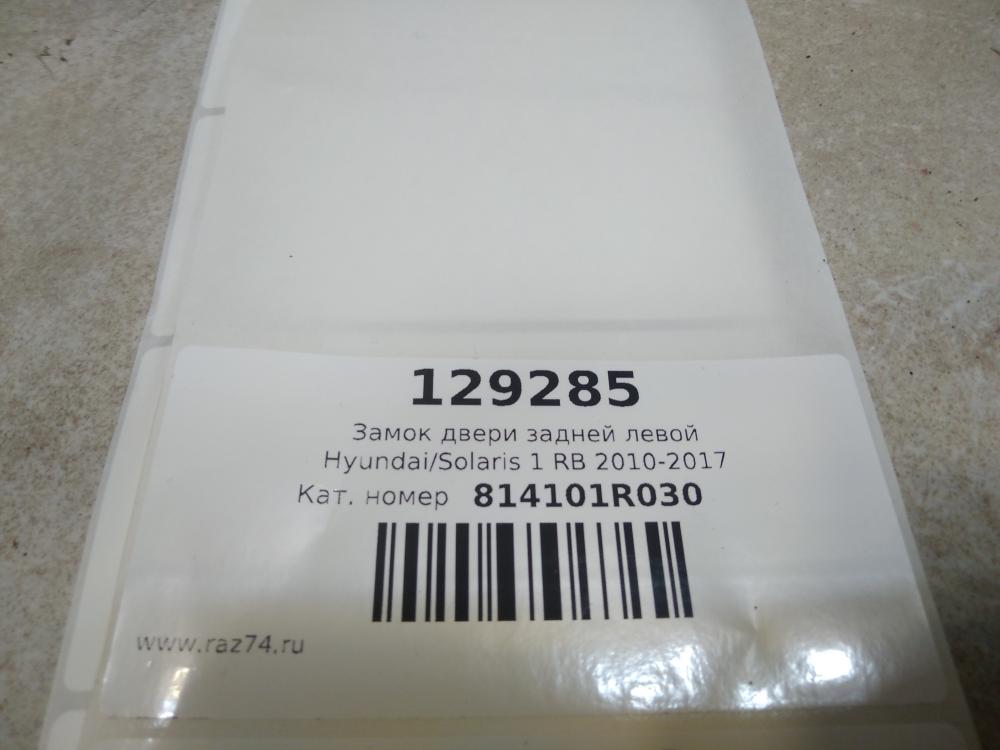 129285
Замок двери задней левой
Hyundai/Solaris 1 RB 2010-2017
Кат. номер 814101R030
www.raz74.ru